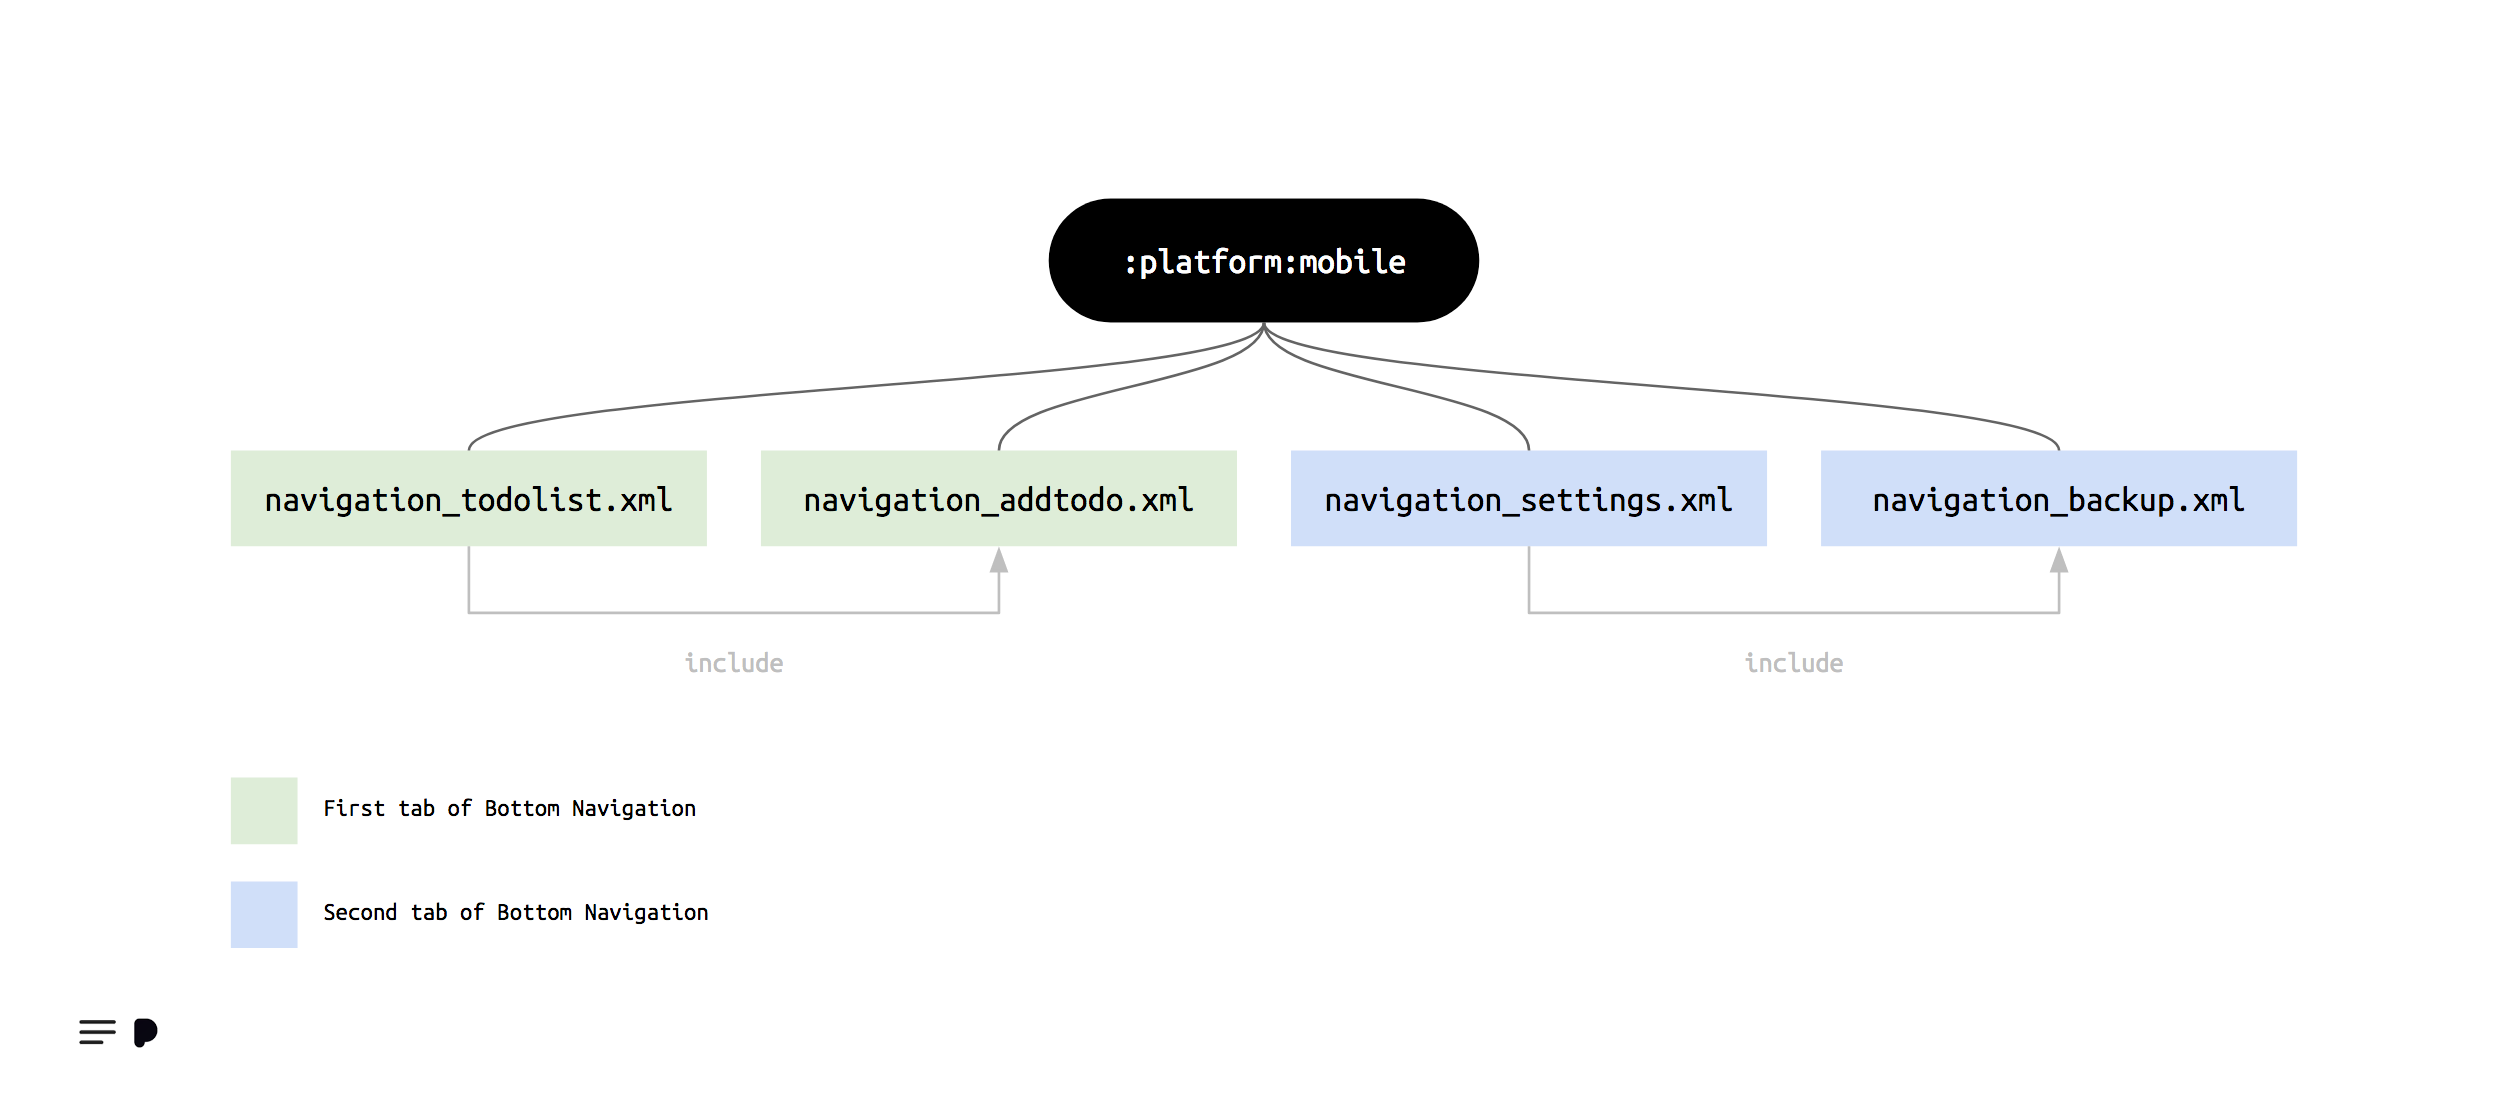 :platform:mobile
navigation_todolist.xml
navigation_addtodo.xml
navigation_settings.xml
navigation_backup.xml
include
include
First tab of Bottom Navigation
Second tab of Bottom Navigation